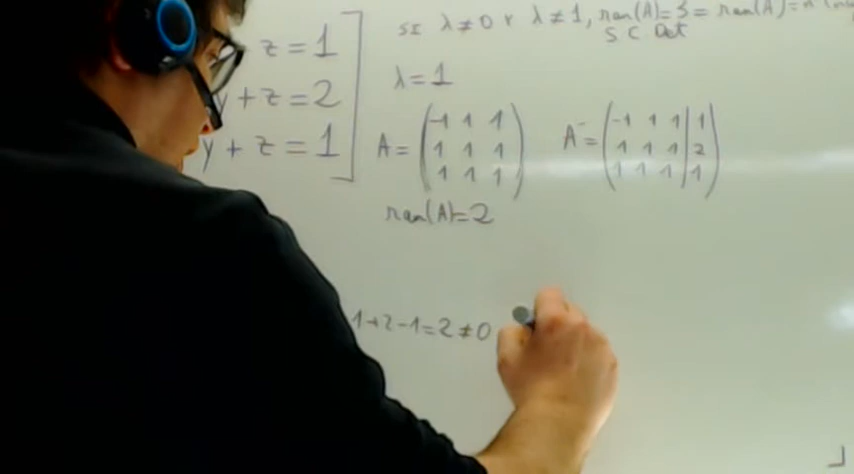 z = 1
y + z = 2
y + z = 1
SI λ≠0 Y λ≠1, ran(A)=3= ran(A)=n
S C Det
λ=1
A= (-1 1 1
1 1 1
1 1 1)
A⁻= (-1 1 1 | 1
1 1 1 | 2
1 1 1 | 1)
ran(A)=2
1+2-1=2≠0